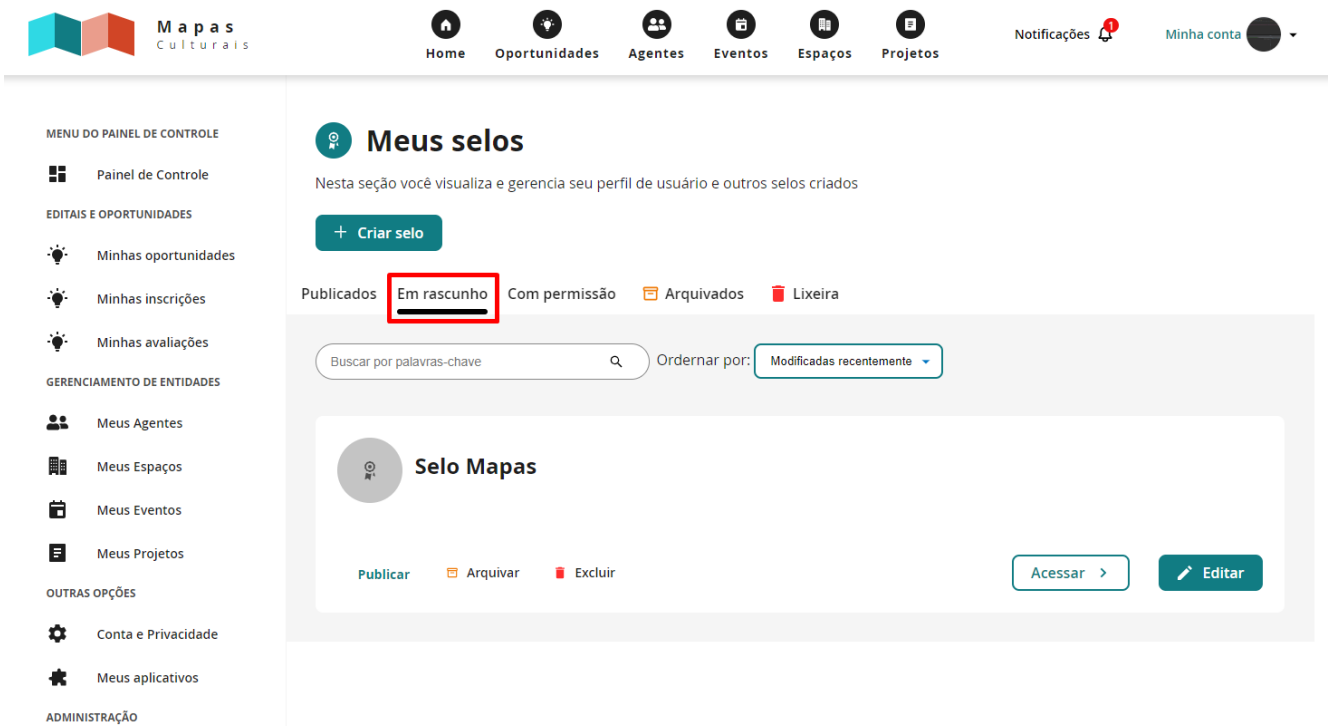 Mapas
Culturais
Home
Oportunidades
Agentes
Eventos
Espaços
Projetos
Notificações
1
Minha conta
MENU DO PAINEL DE CONTROLE
Painel de Controle
EDITAIS E OPORTUNIDADES
Minhas oportunidades
Minhas inscrições
Minhas avaliações
GERENCIAMENTO DE ENTIDADES
Meus Agentes
Meus Espaços
Meus Eventos
Meus Projetos
OUTRAS OPÇÕES
Conta e Privacidade
Meus aplicativos
ADMINISTRAÇÃO
Meus selos
Nesta seção você visualiza e gerencia seu perfil de usuário e outros selos criados
+ Criar selo
Publicados
Em rascunho
Com permissão
Arquivados
Lixeira
Buscar por palavras-chave
Ordernar por:
Modificadas recentemente
Selo Mapas
Publicar
Arquivar
Excluir
Acessar
Editar